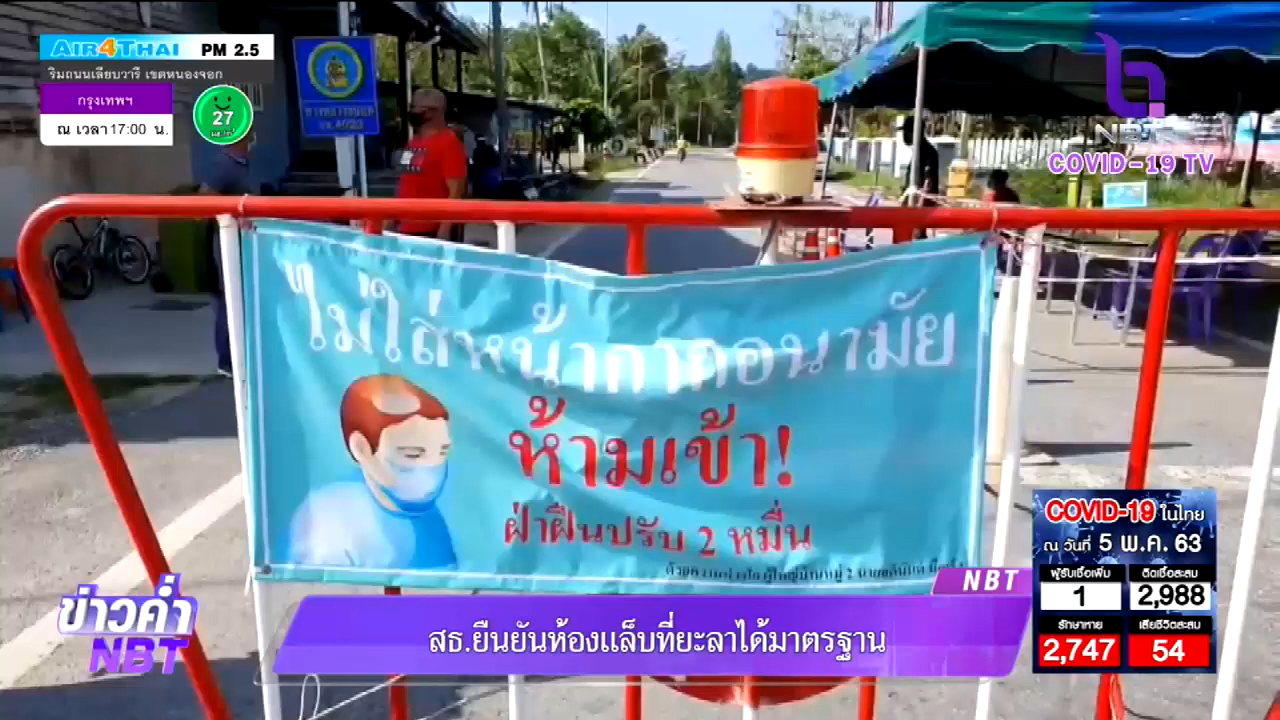 AIR4THAI PM 2.5
ริมถนนเลียบวารี เขตหนองจอก
กรุงเทพฯ
ณ เวลา 17:00 น.
27
NBT
COVID-19 TV
ไม่ใส่หน้ากากอนามัย
ห้ามเข้า!
ฝ่าฝืนปรับ 2 หมื่น
COVID-19 ในไทย
ณ วันที่ 5 พ.ค. 63
ผู้รับเชื้อเพิ่ม ติดเชื้อสะสม
1 2,988
รักษาหาย เสียชีวิตสะสม
2,747 54
NBT
ข่าวค่ำ
NBT
สธ.ยืนยันห้องแล็บที่ยะลาได้มาตรฐาน